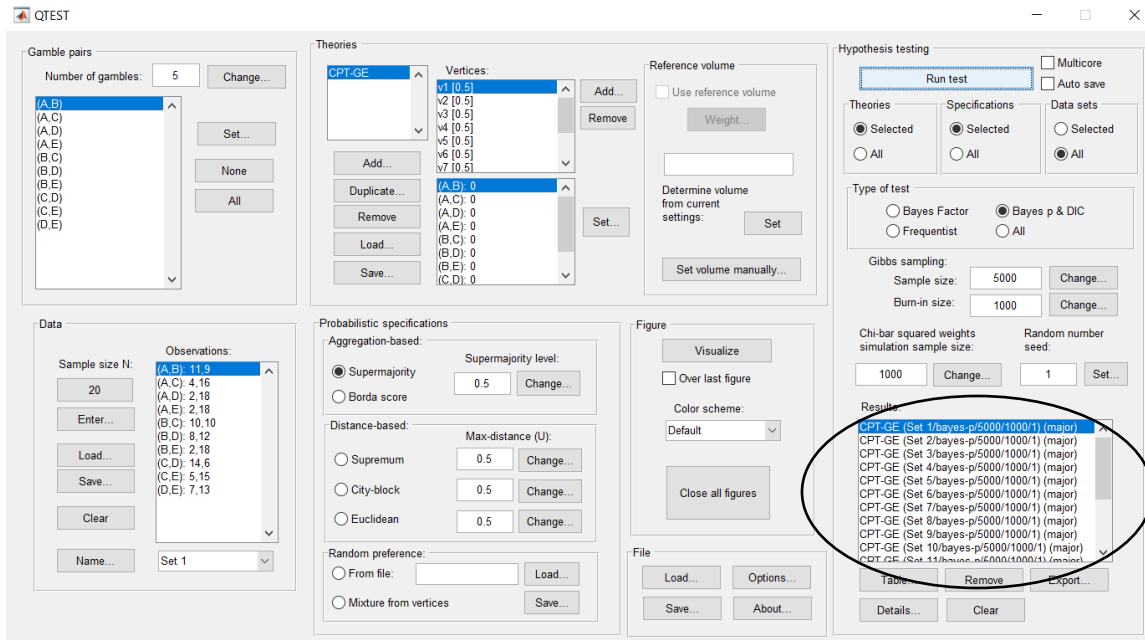 QTEST
Gamble pairs
Number of gambles: 5 Change...
(A,B)
(A,C)
(A,D)
(A,E)
(B,C)
(B,D)
(B,E)
(C,D)
(C,E)
(D,E)
Set...
None
All
Theories
CPT-GE
Add...
Duplicate...
Remove
Load...
Save...
Vertices:
v1 [0.5]
v2 [0.5]
v3 [0.5]
v4 [0.5]
v5 [0.5]
v6 [0.5]
v7 [0.5]
Add...
Remove
(A,B): 0
(A,C): 0
(A,D): 0
(A,E): 0
(B,C): 0
(B,D): 0
(B,E): 0
(C,D): 0
Set...
Reference volume
Use reference volume
Weight...
Determine volume
from current
settings:
Set
Set volume manually...
Hypothesis testing
Run test
Multicore
Auto save
Theories
Selected
All
Specifications
Selected
All
Data sets
Selected
All
Type of test
Bayes Factor
Bayes p & DIC
Frequentist
All
Gibbs sampling:
Sample size: 5000 Change...
Burn-in size: 1000 Change...
Chi-bar squared weights
simulation sample size:
1000 Change...
Random number
seed:
1 Set...
Results:
CPT-GE (Set 1/bayes-p/5000/1000/1) (major)
CPT-GE (Set 2/bayes-p/5000/1000/1) (major)
CPT-GE (Set 3/bayes-p/5000/1000/1) (major)
CPT-GE (Set 4/bayes-p/5000/1000/1) (major)
CPT-GE (Set 5/bayes-p/5000/1000/1) (major)
CPT-GE (Set 6/bayes-p/5000/1000/1) (major)
CPT-GE (Set 7/bayes-p/5000/1000/1) (major)
CPT-GE (Set 8/bayes-p/5000/1000/1) (major)
CPT-GE (Set 9/bayes-p/5000/1000/1) (major)
CPT-GE (Set 10/bayes-p/5000/1000/1) (major)
CPT-GE (Set 11/bayes-p/5000/1000/1) (major)
Table... Remove Export...
Details... Clear
Data
Sample size N:
20
Enter...
Load...
Save...
Clear
Name...
Observations:
(A,B): 11,9
(A,C): 4,16
(A,D): 2,18
(A,E): 2,18
(B,C): 10,10
(B,D): 8,12
(B,E): 2,18
(C,D): 14,6
(C,E): 5,15
(D,E): 7,13
Set 1
Probabilistic specifications
Aggregation-based:
Supermajority
Borda score
Supermajority level:
0.5 Change...
Distance-based:
Max-distance (U):
Supremum 0.5 Change...
City-block 0.5 Change...
Euclidean 0.5 Change...
Random preference:
From file: Load...
Mixture from vertices Save...
Figure
Visualize
Over last figure
Color scheme:
Default
Close all figures
File
Load... Options...
Save... About...